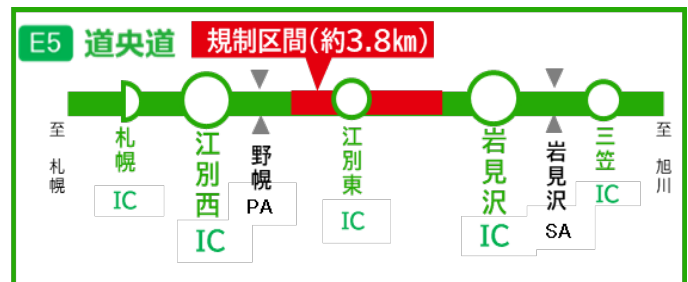 E5 道央道 規制区間(約3.8km)
至 札幌
札幌 IC
江別西 IC
野幌 PA
江別東 IC
岩見沢 IC
岩見沢 SA
三笠 IC
至 旭川